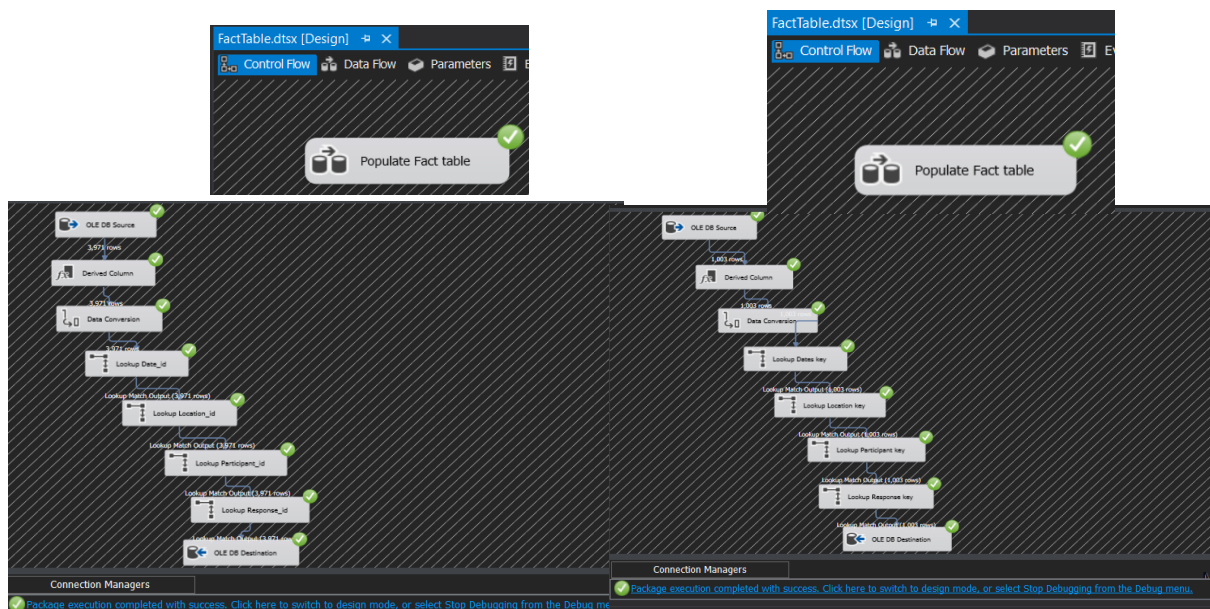 FactTable.dtsx [Design]
Control Flow Data Flow Parameters E
Populate Fact table
OLE DB Source
3,971 rows
Derived Column
3,971 rows
Data Conversion
3,971 rows
Lookup Date_id
Lookup Match Output (3,971 rows)
Lookup Location_id
Lookup Match Output (3,971 rows)
Lookup Participant_id
Lookup Match Output (3,971 rows)
Lookup Response_id
Lookup Match Output (3,971 rows
OLE DB Destination
Connection Managers
Package execution completed with success. Click here to switch to design mode, or select Stop Debugging from the Debug me
FactTable.dtsx [Design]
Control Flow Data Flow Parameters Ev
Populate Fact table
OLE DB Source
1,003 rows
Derived Column
1,003 rows
Data Conversion
1,003 rows
Lookup Dates key
Lookup Match Output (1,003 rows)
Lookup Location key
Lookup Match Output (1,003 rows)
Lookup Participant key
Lookup Match Output (1,003 rows)
Lookup Response key
Lookup Match Output (1,003 rows)
OLE DB Destination
Connection Managers
Package execution completed with success. Click here to switch to design mode, or select Stop Debugging from the Debug menu.